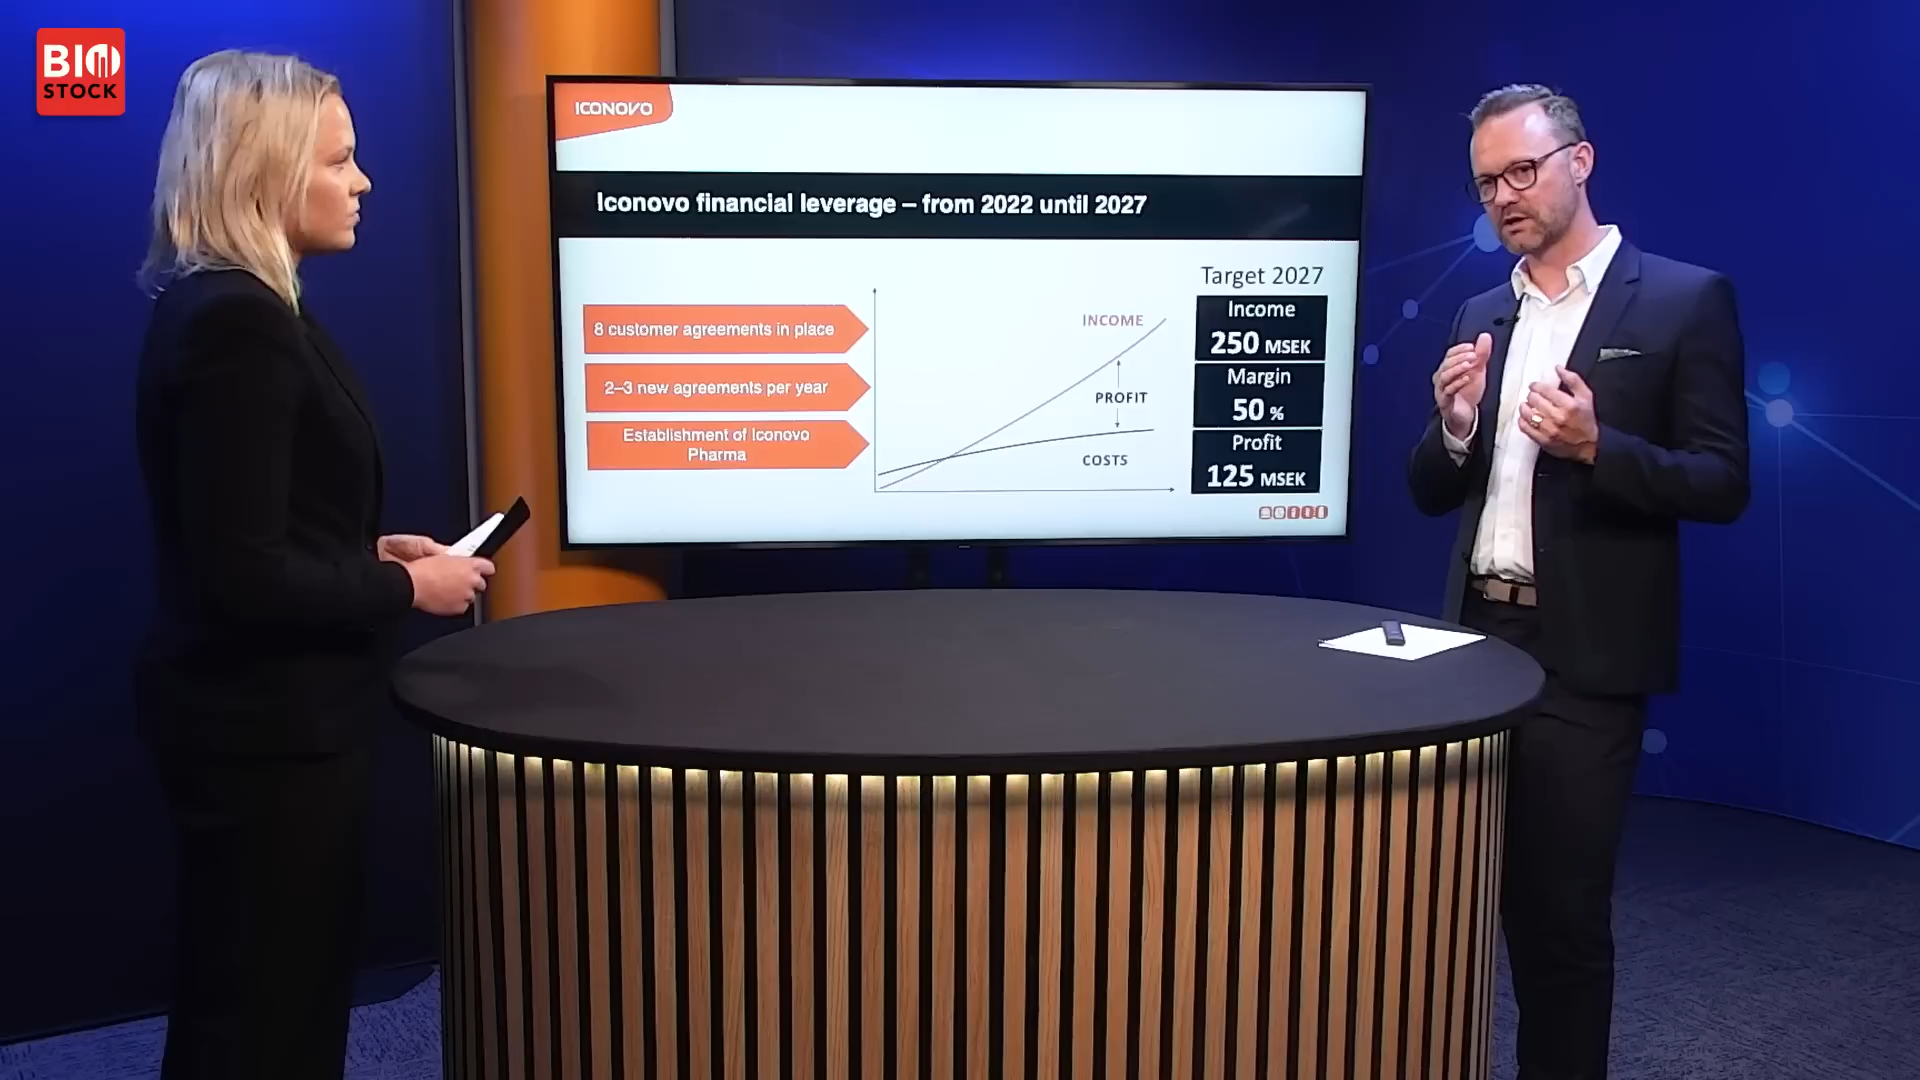 BIO
STOCK
ICONOVO
Iconovo financial leverage – from 2022 until 2027
8 customer agreements in place
2–3 new agreements per year
Establishment of Iconovo
Pharma
INCOME
PROFIT
COSTS
Target 2027
Income
250 MSEK
Margin
50 %
Profit
125 MSEK